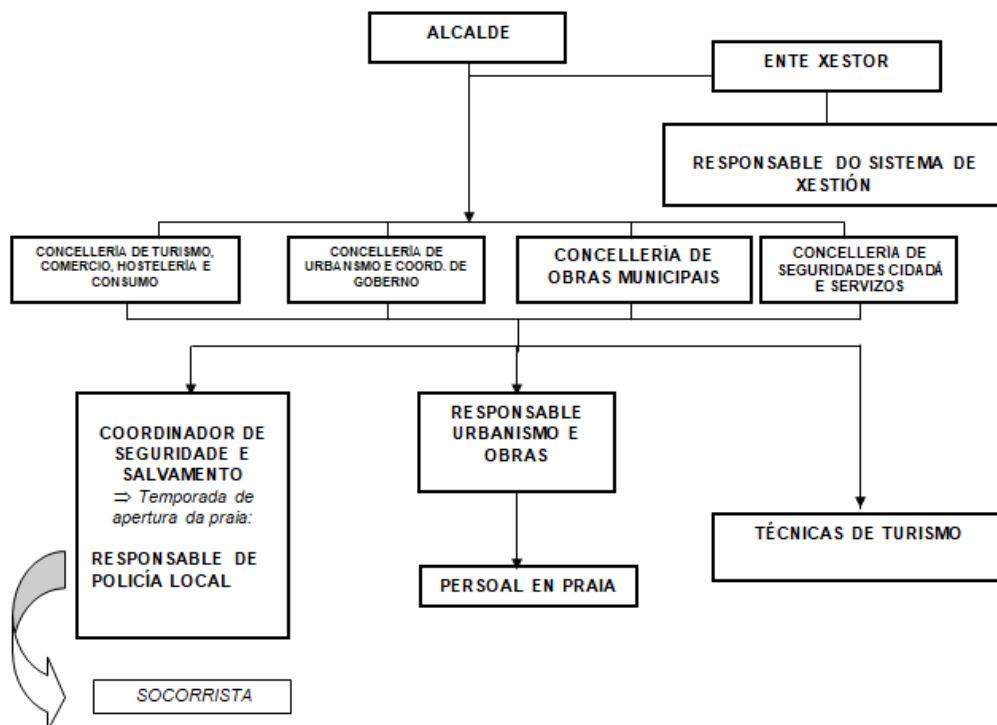 ALCALDE
ENTE XESTOR
RESPONSABLE DO SISTEMA DE
XESTIÓN
CONCELLERÍA DE TURISMO,
COMERCIO, HOSTELERÍA E
CONSUMO
CONCELLERÍA DE
URBANSMO E COORD. DE
GOBERNO
CONCELLERÍA DE
OBRAS MUNICIPAIS
CONCELLERÍA DE
SEGURIDADES CIDADÁ
E SERVIZOS
COORDINADOR DE
SEGURIDADE E
SALVAMENTO
⇒ Temporada de
apertura da praia:
RESPONSABLE DE
POLICÍA LOCAL
RESPONSABLE
URBANISMO E
OBRAS
TÉCNICAS DE TURISMO
PERSOAL EN PRAIA
SOCORRISTA